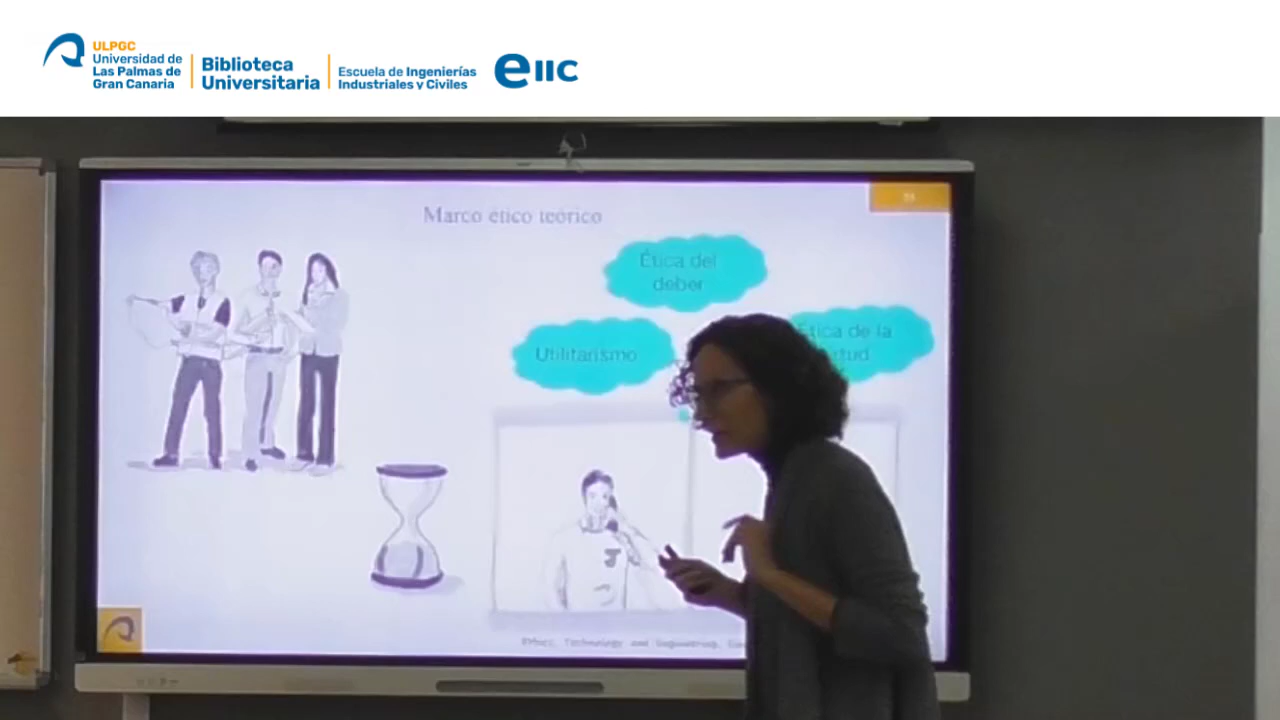 ULPGC
Universidad de
Las Palmas de
Gran Canaria
Biblioteca
Universitaria
Escuela de Ingenierías
Industriales y Civiles
eiic
Marco ético teórico
Ética del
deber
Utilitarismo
Ética de la
Ethics, Technology and Engineering,